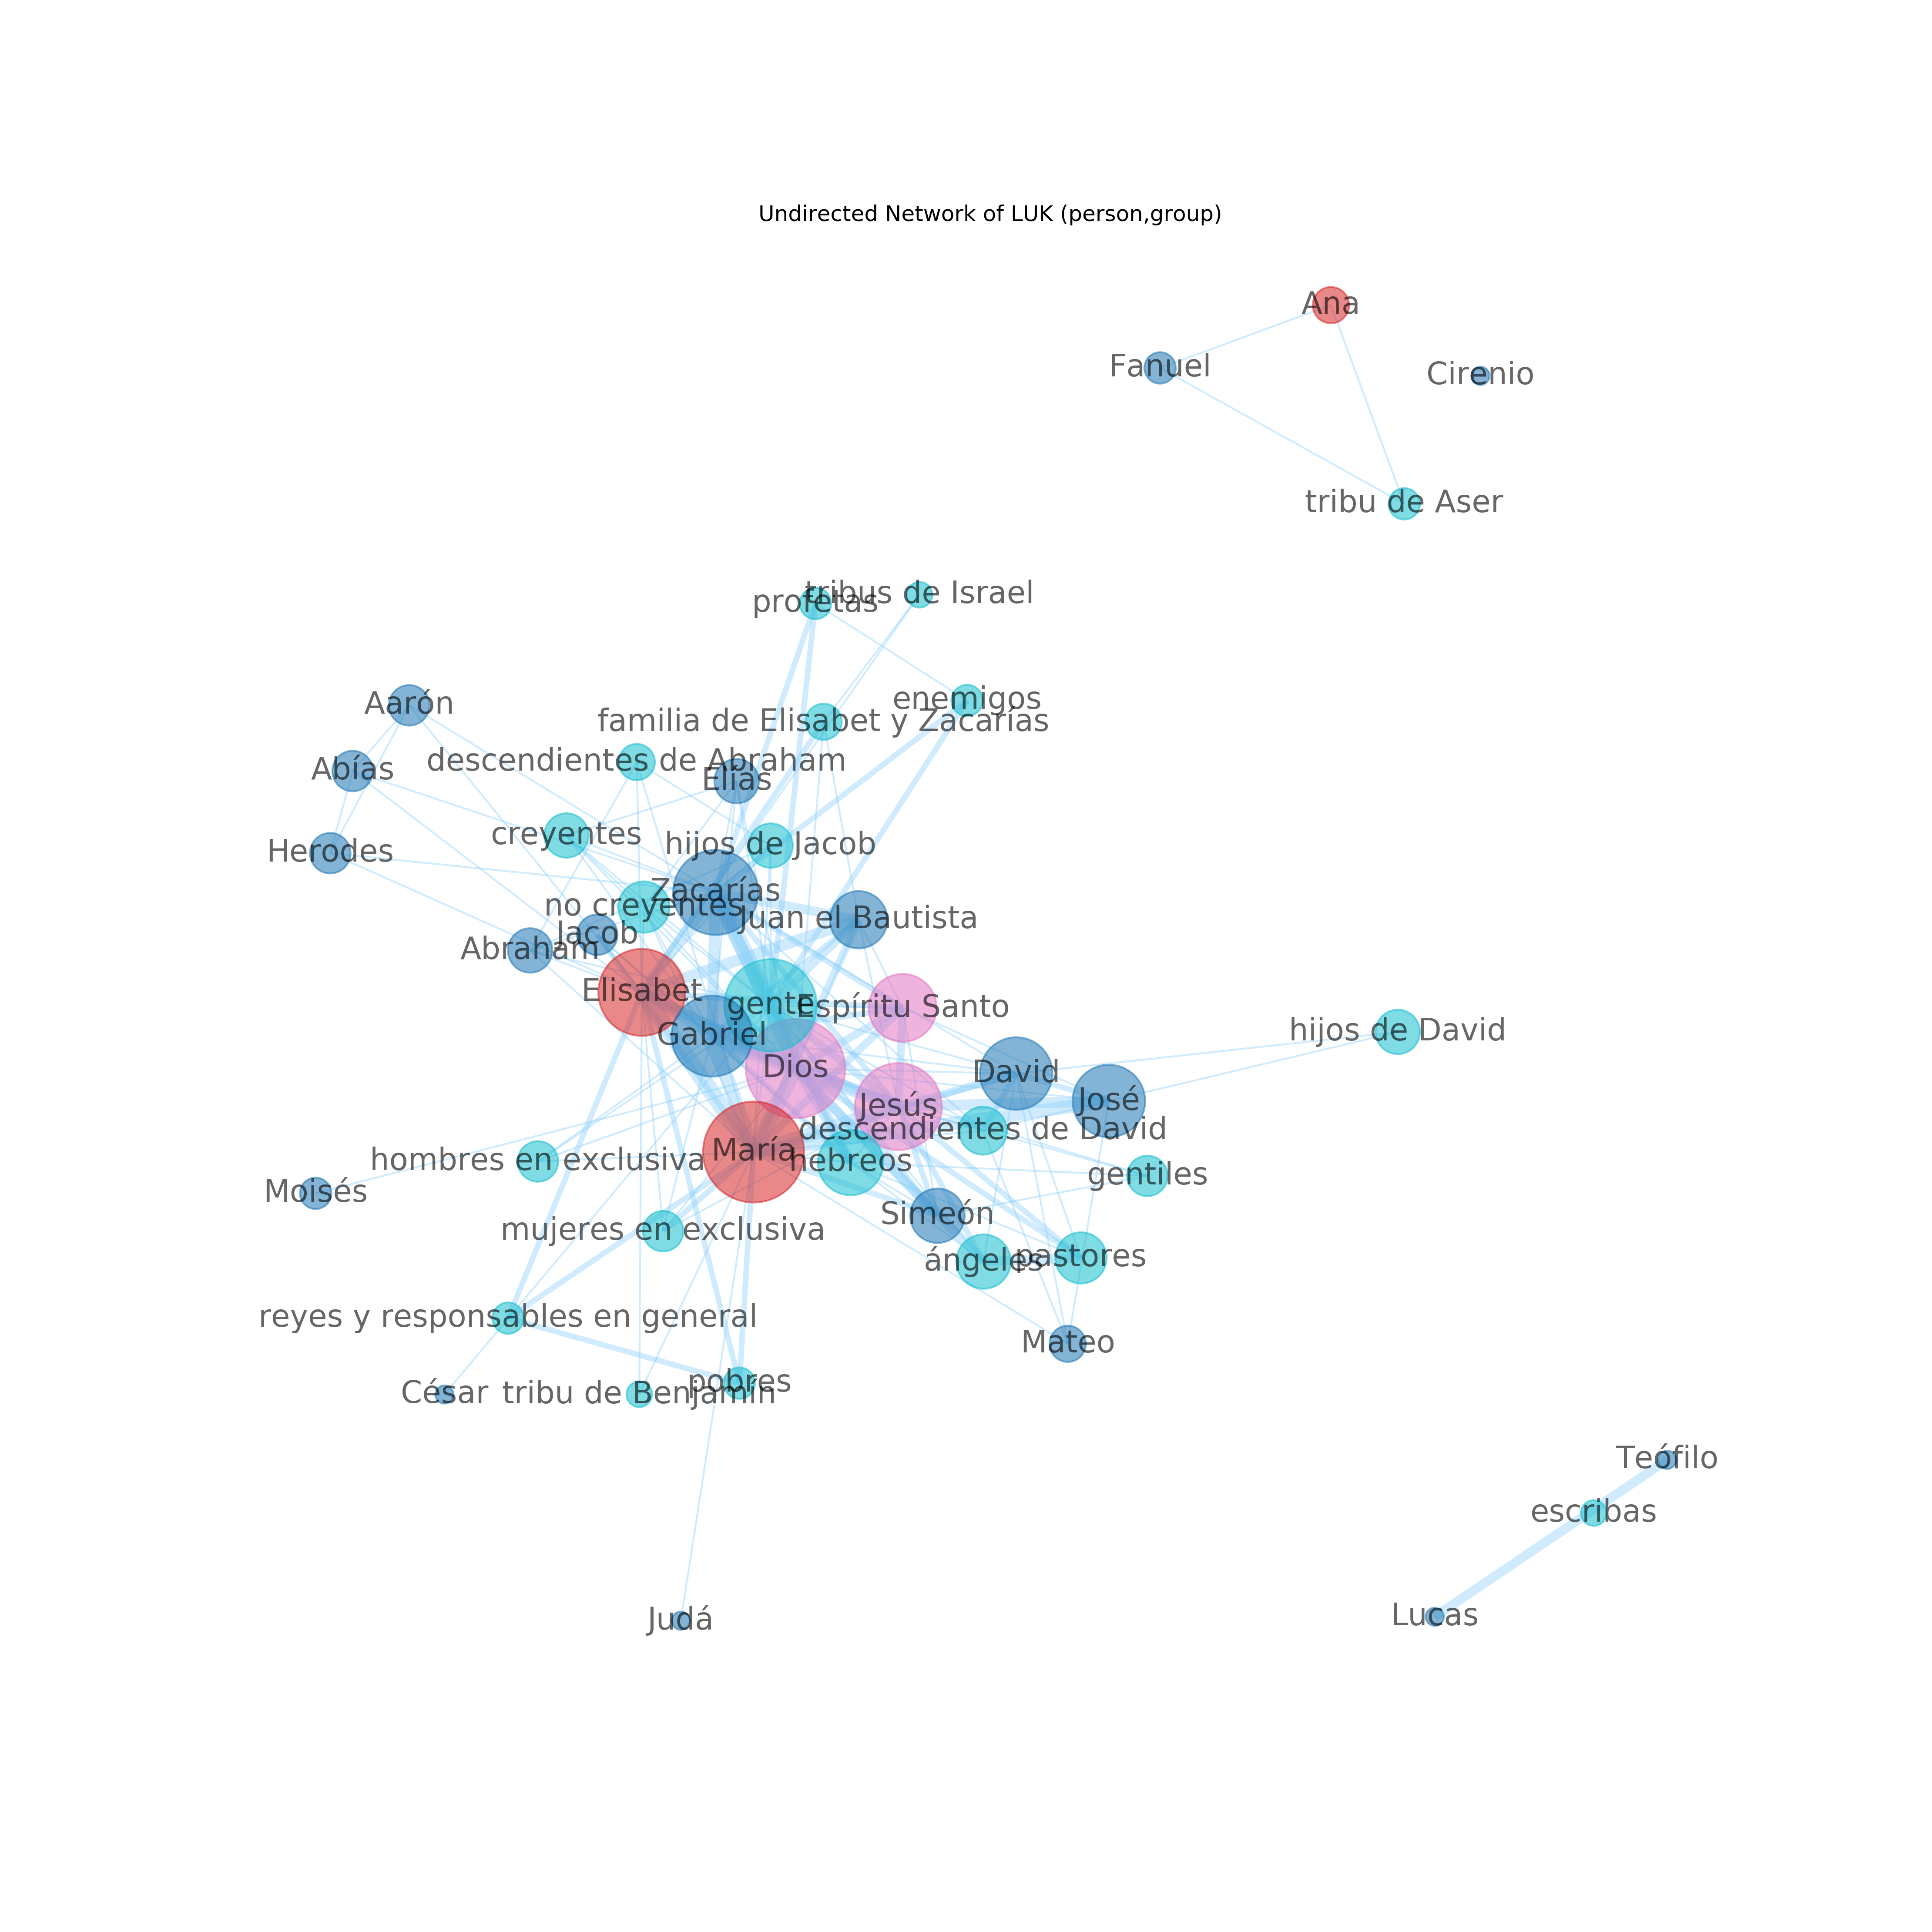 Undirected Network of LUK (person,group)
Ana
Fanuel
Cirenio
tribu de Aser
tribus de Israel
profetas
enemigos
Aarón
familia de Elisabet y Zacarías
descendientes de Abraham
Abías
Elías
creyentes
hijos de Jacob
Herodes
Zacarías
no creyentes
Juan el Bautista
Jacob
Abraham
Elisabet
gente
Espíritu Santo
Gabriel
hijos de David
Dios
David
José
Jesús
descendientes de David
María
hebreos
hombres en exclusiva
gentiles
Moisés
Simeón
mujeres en exclusiva
ángeles
pastores
reyes y responsables en general
Mateo
pobres
César
tribu de Benjamín
Teófilo
escribas
Lucas
Judá